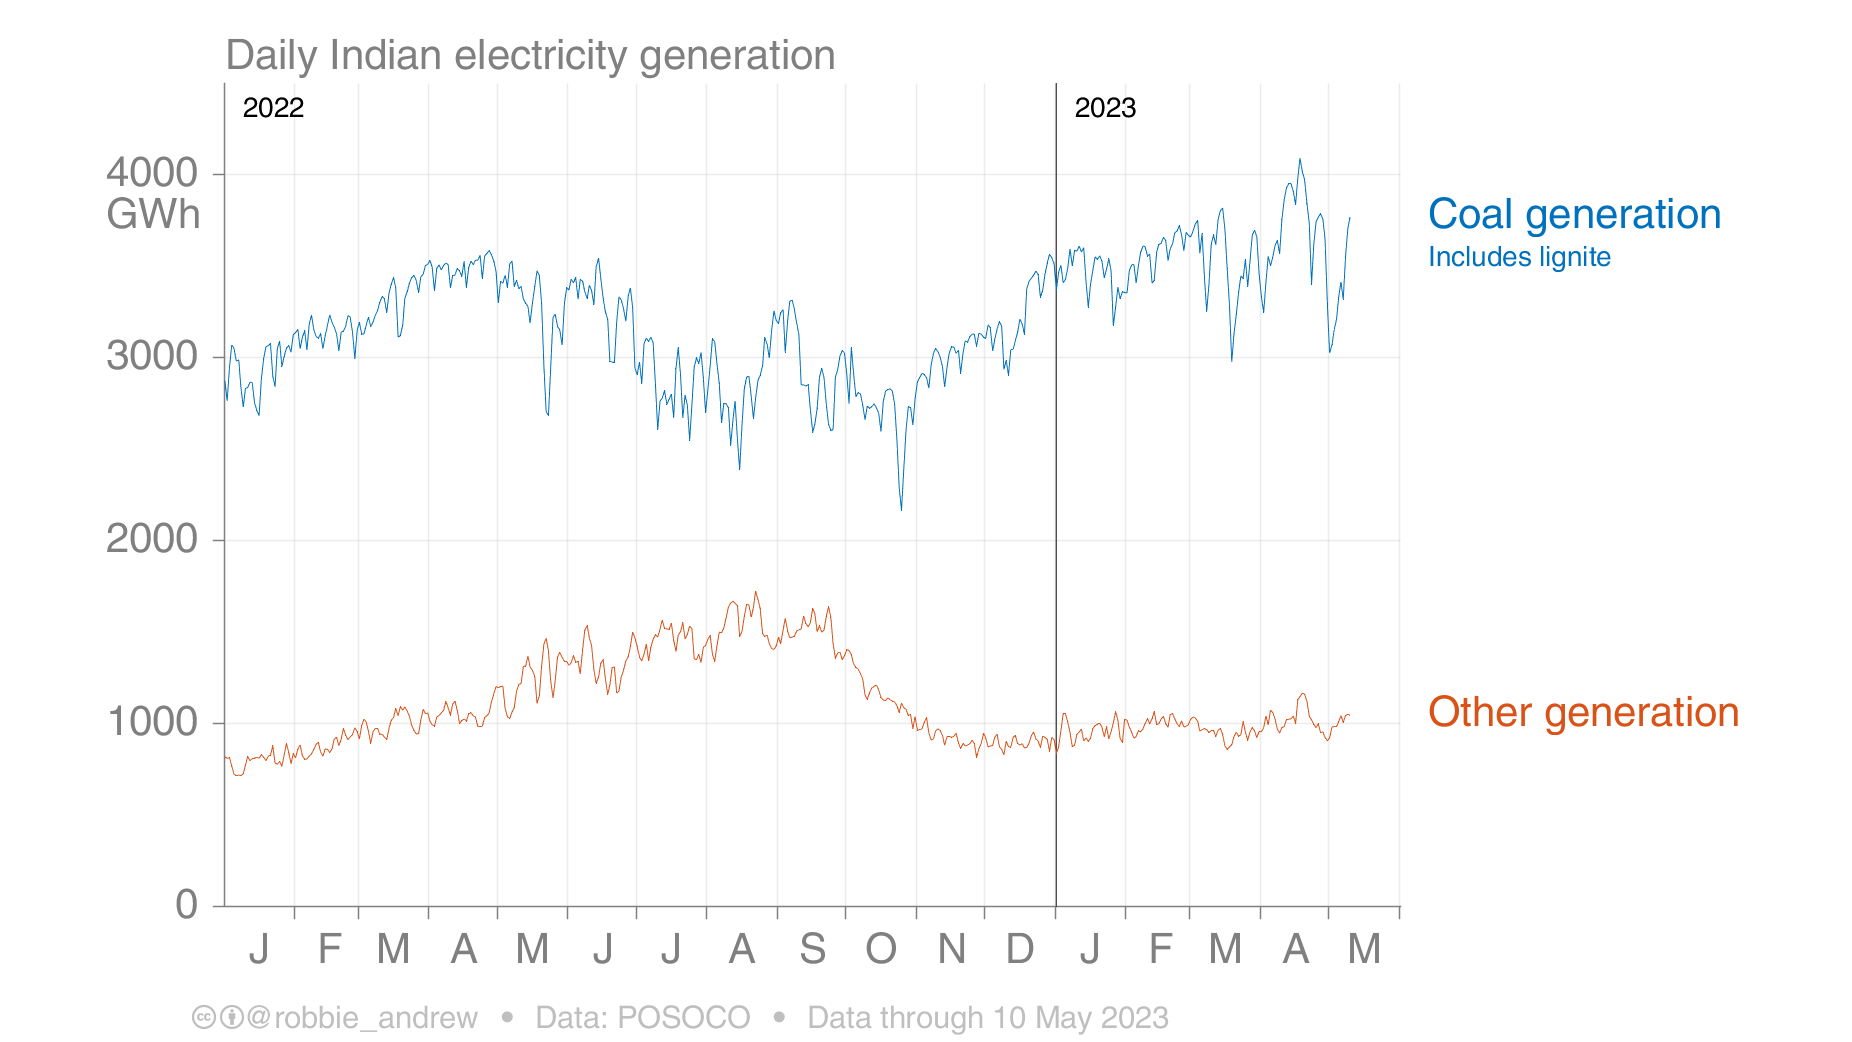 Daily Indian electricity generation
2022
2023
4000
GWh
3000
2000
1000
0
Coal generation
Includes lignite
Other generation
J F M A M J J A S O N D J F M A M
cc @robbie_andrew • Data: POSOCO • Data through 10 May 2023